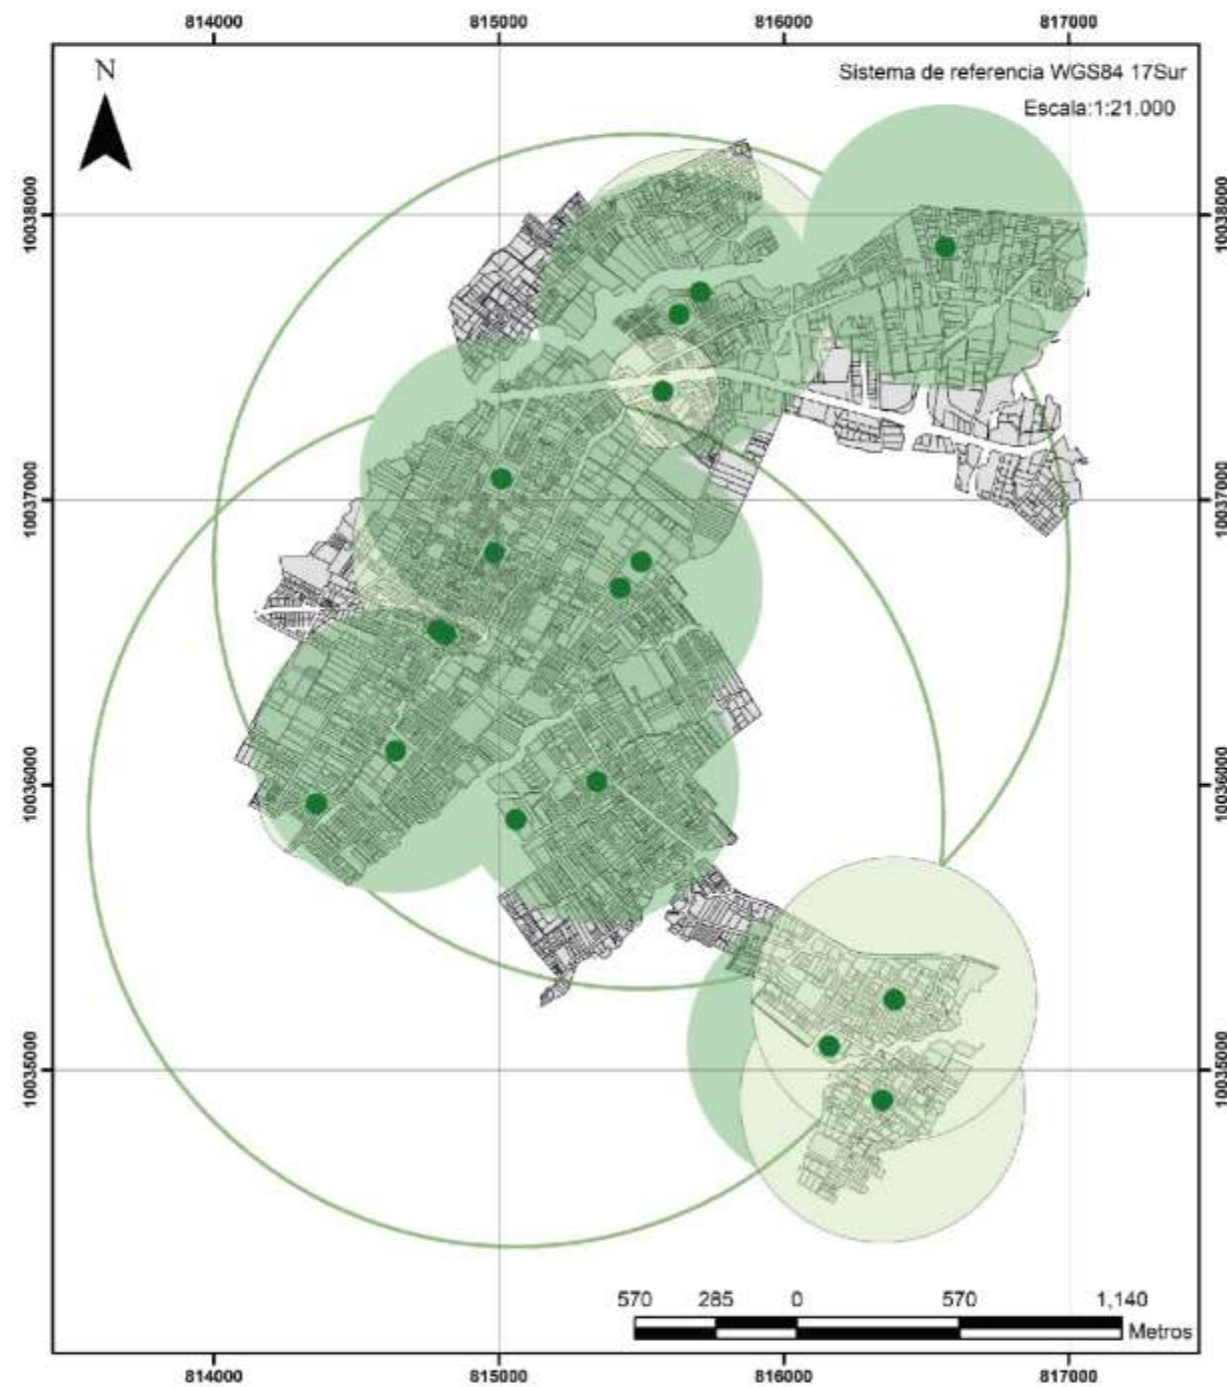 814000 815000 816000 817000
N
Sistema de referencia WGS84 17Sur
Escala:1:21.000
10038000 10038000
10037000 10037000
10036000 10036000
10035000 10035000
570 285 0 570 1,140
Metros
814000 815000 816000 817000